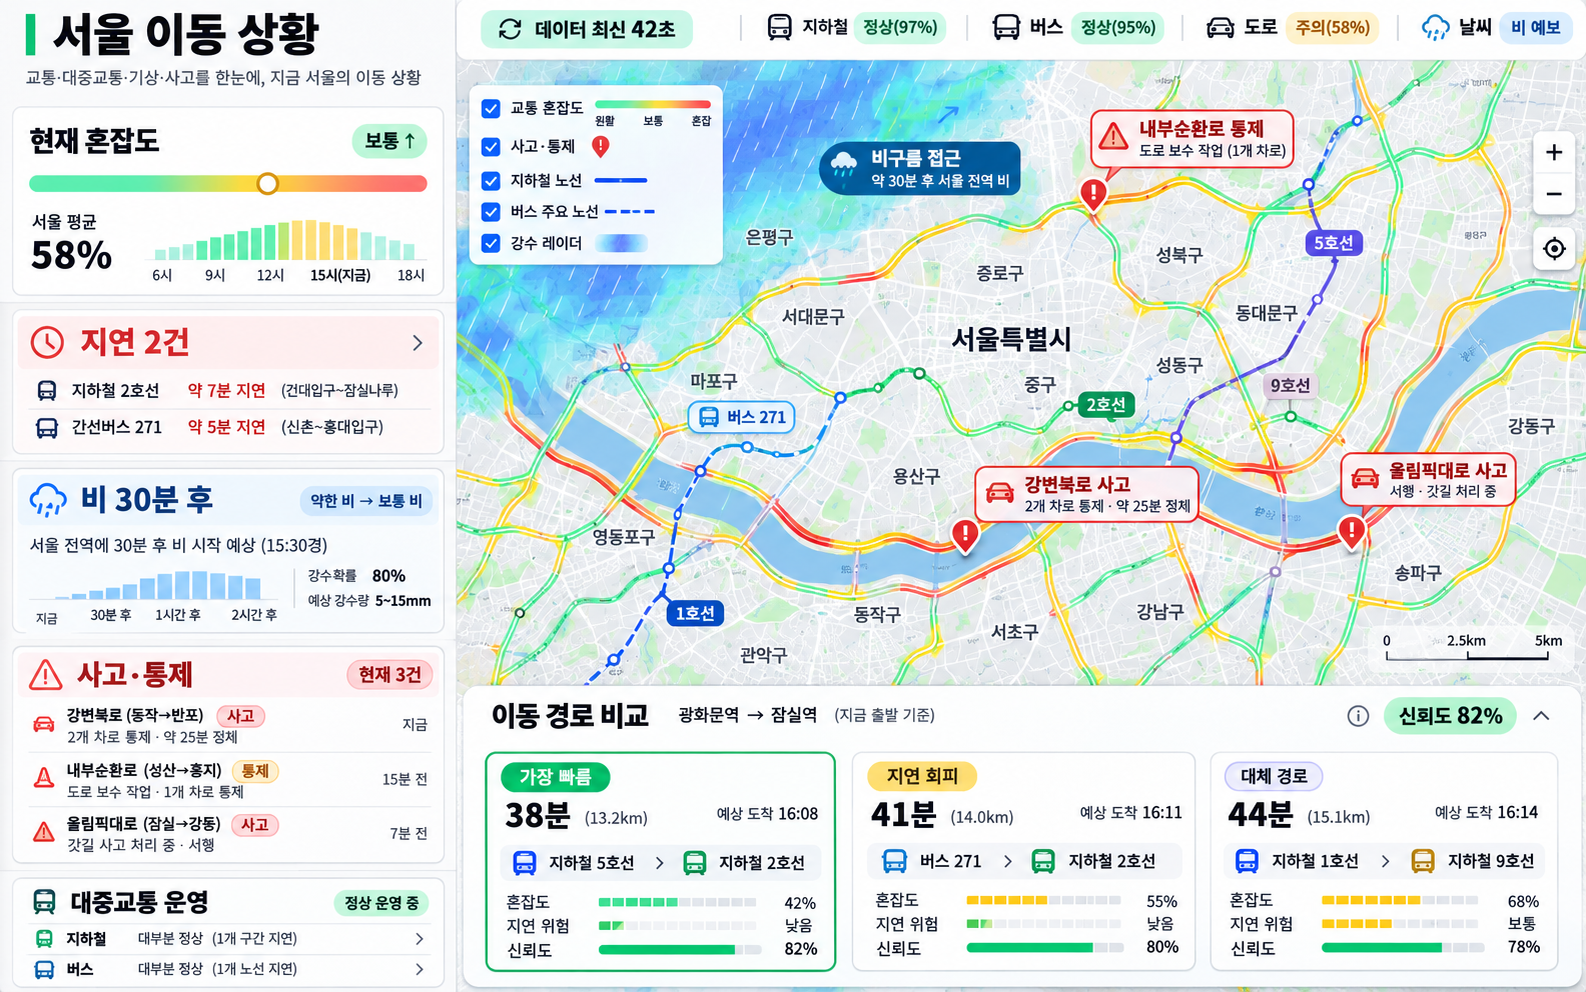 서울 이동 상황
교통·대중교통·기상·사고를 한눈에, 지금 서울의 이동 상황
현재 혼잡도
보통 ↑
서울 평균
58%
6시 9시 12시 15시(지금) 18시
지연 2건
지하철 2호선 약 7분 지연 (건대입구~잠실나루)
간선버스 271 약 5분 지연 (신촌~홍대입구)
비 30분 후
약한 비 → 보통 비
서울 전역에 30분 후 비 시작 예상 (15:30경)
강수확률 80%
예상 강수량 5~15mm
지금 30분 후 1시간 후 2시간 후
사고·통제
현재 3건
강변북로 (동작→반포) 사고
지금
2개 차로 통제 · 약 25분 정체
내부순환로 (성산→홍지) 통제
15분 전
도로 보수 작업 · 1개 차로 통제
올림픽대로 (잠실→강동) 사고
7분 전
갓길 사고 처리 중 · 서행
대중교통 운영
정상 운영 중
지하철 대부분 정상 (1개 구간 지연)
버스 대부분 정상 (1개 노선 지연)
데이터 최신 42초
지하철 정상(97%)
버스 정상(95%)
도로 주의(58%)
날씨 비 예보
교통 혼잡도
원활 보통 혼잡
사고·통제
지하철 노선
버스 주요 노선
강수 레이더
비구름 접근
약 30분 후 서울 전역 비
내부순환로 통제
도로 보수 작업 (1개 차로)
+
−
은평구
성북구
5호선
증로구
서대문구
동대문구
서울특별시
성동구
마포구
중구
9호선
2호선
버스 271
강동구
용산구
강변북로 사고
2개 차로 통제 · 약 25분 정체
올림픽대로 사고
서행 · 갓길 처리 중
영동포구
송파구
1호선
동작구
강남구
서초구
관악구
0 2.5km 5km
이동 경로 비교
광화문역 → 잠실역 (지금 출발 기준)
신뢰도 82%
가장 빠름
38분 (13.2km) 예상 도착 16:08
지하철 5호선 > 지하철 2호선
혼잡도 42%
지연 위험 낮음
신뢰도 82%
지연 회피
41분 (14.0km) 예상 도착 16:11
버스 271 > 지하철 2호선
혼잡도 55%
지연 위험 낮음
신뢰도 80%
대체 경로
44분 (15.1km) 예상 도착 16:14
지하철 1호선 > 지하철 9호선
혼잡도 68%
지연 위험 보통
신뢰도 78%